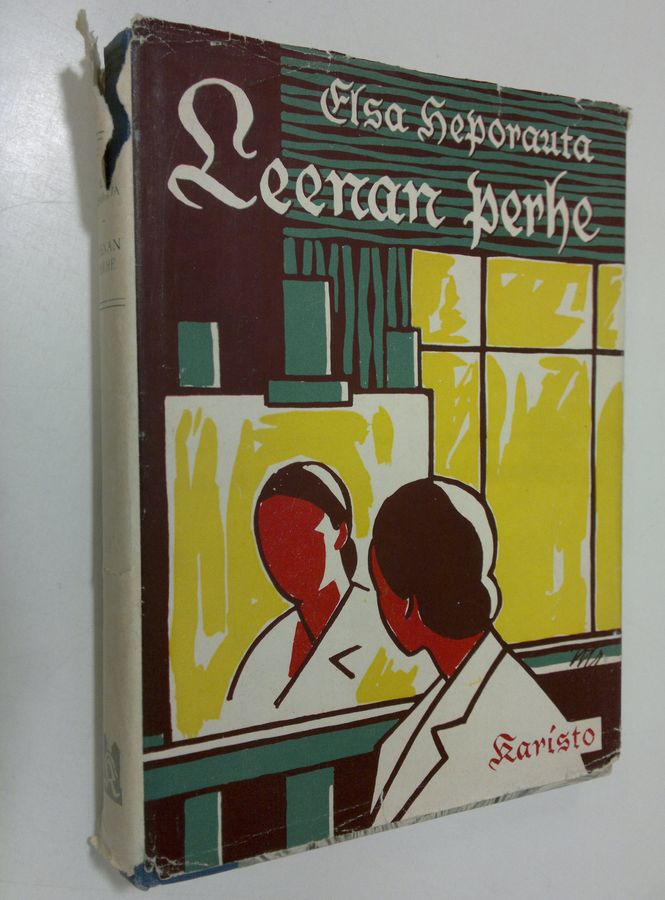 Elsa Heporauta
Leenan perhe
Karisto